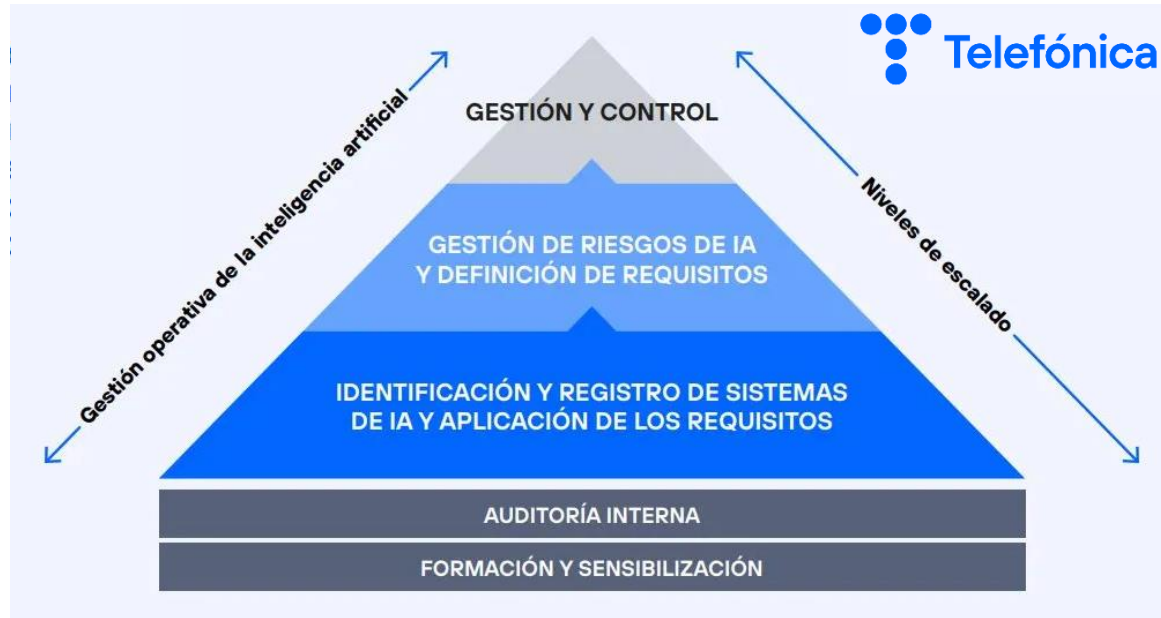 Telefónica
GESTIÓN Y CONTROL
Gestión operativa de la inteligencia artificial
Niveles de escalado
GESTIÓN DE RIESGOS DE IA
Y DEFINICIÓN DE REQUISITOS
IDENTIFICACIÓN Y REGISTRO DE SISTEMAS
DE IA Y APLICACIÓN DE LOS REQUISITOS
AUDITORÍA INTERNA
FORMACIÓN Y SENSIBILIZACIÓN